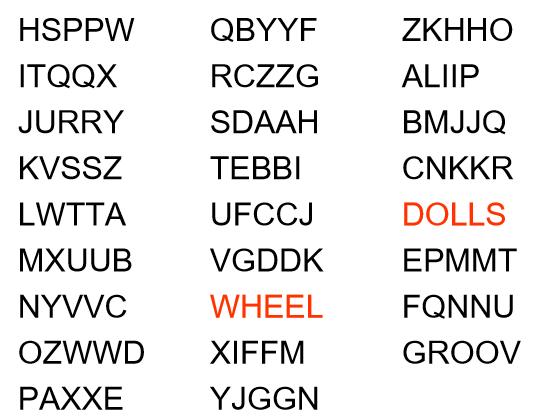 HSPPW
ITQQX
JURRY
KVSSZ
LWTTA
MXUUB
NYVVC
OZWWD
PAXXE
QBYYF
RCZZG
SDAAH
TEBBI
UFCCJ
VGDDK
WHEEL
XIFFM
YJGGN
ZKHHO
ALIIP
BMJJQ
CNKKR
DOLLS
EPMMT
FQNNU
GROOV